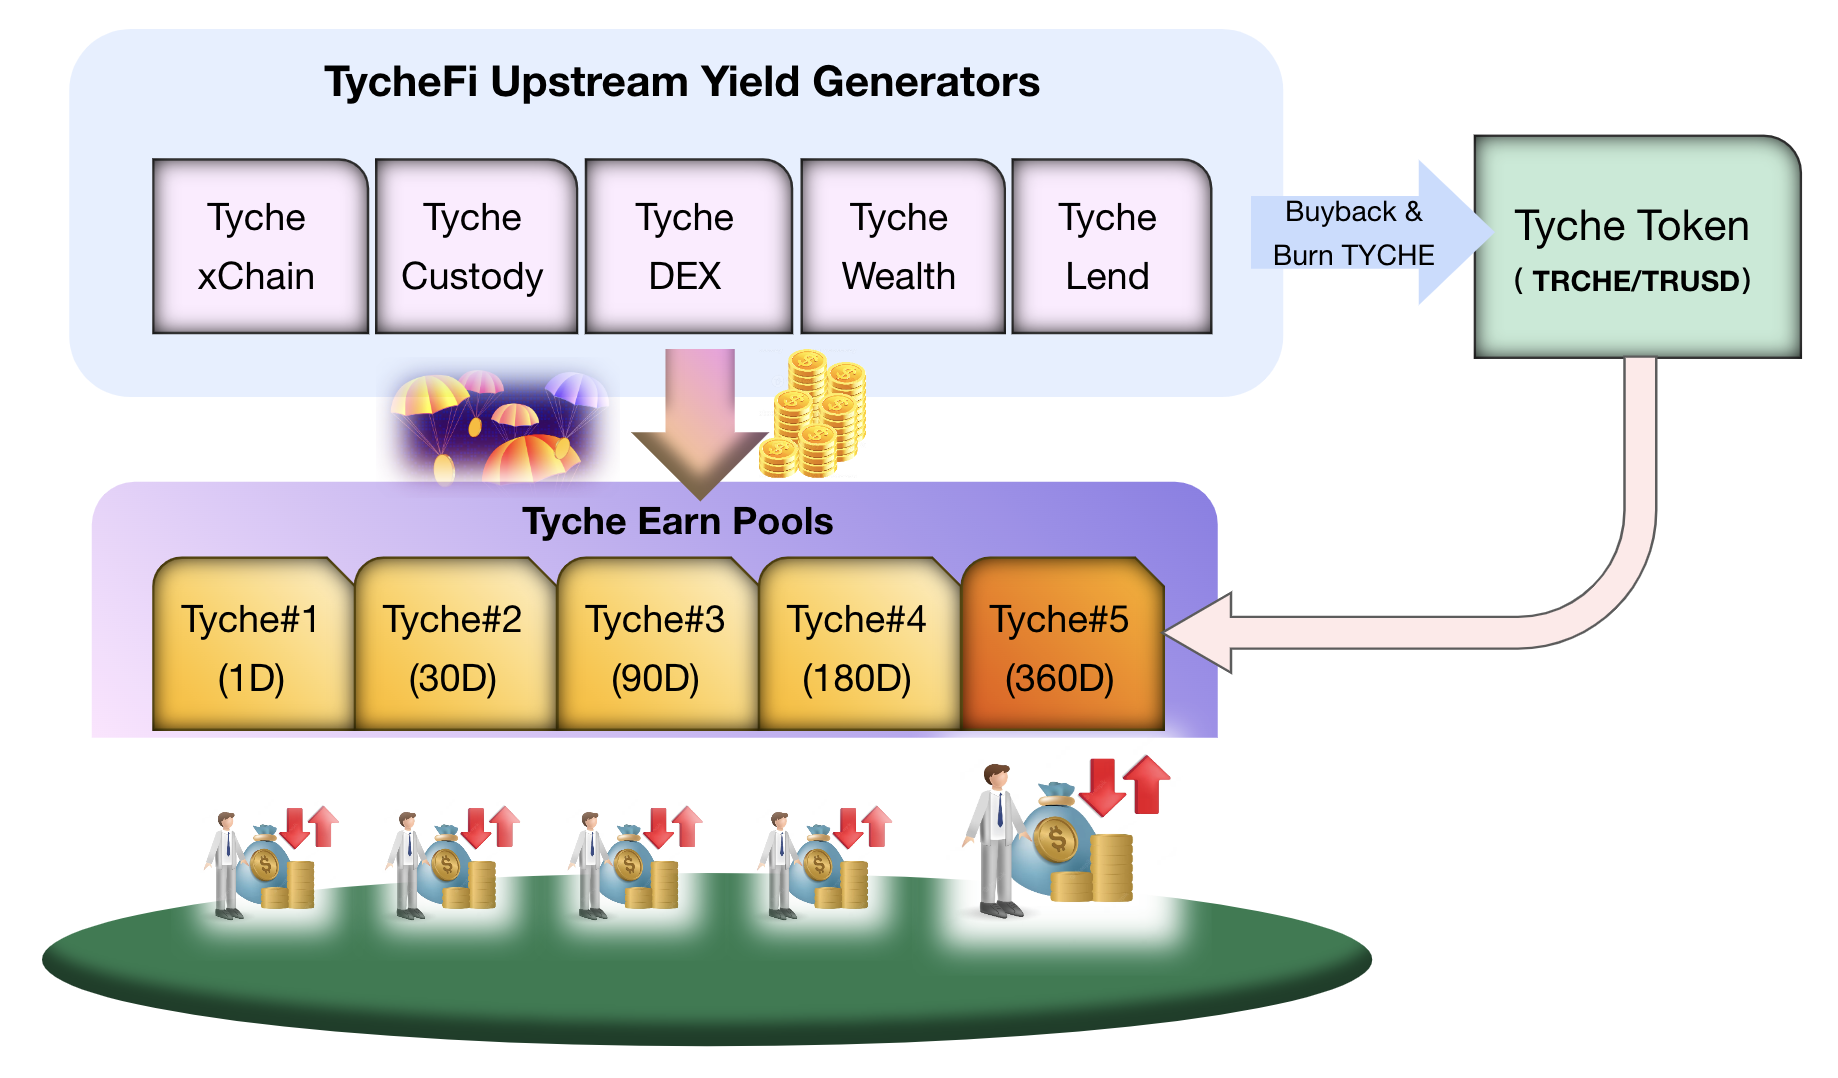 TycheFi Upstream Yield Generators
Tyche
xChain
Tyche
Custody
Tyche
DEX
Tyche
Wealth
Tyche
Lend
Buyback &
Burn TYCHE
Tyche Token
( TRCHE/TRUSD)
Tyche Earn Pools
Tyche#1
(1D)
Tyche#2
(30D)
Tyche#3
(90D)
Tyche#4
(180D)
Tyche#5
(360D)